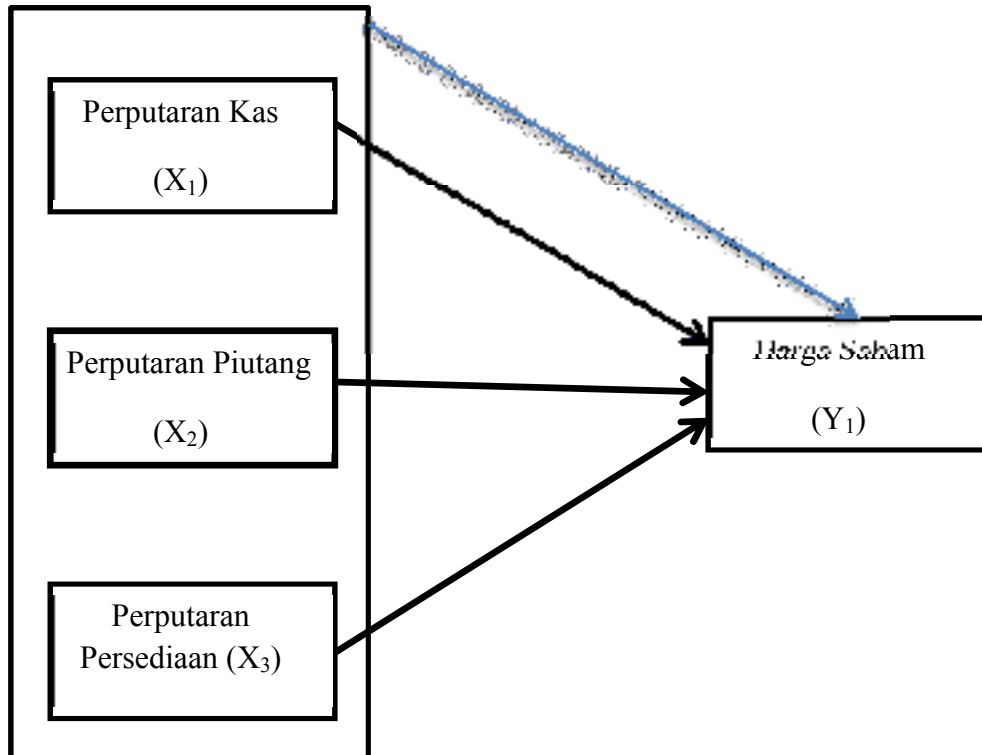 Perputaran Kas
(X₁)
Perputaran Piutang
(X₂)
Perputaran
Persediaan (X₃)
Harga Saham
(Y₁)